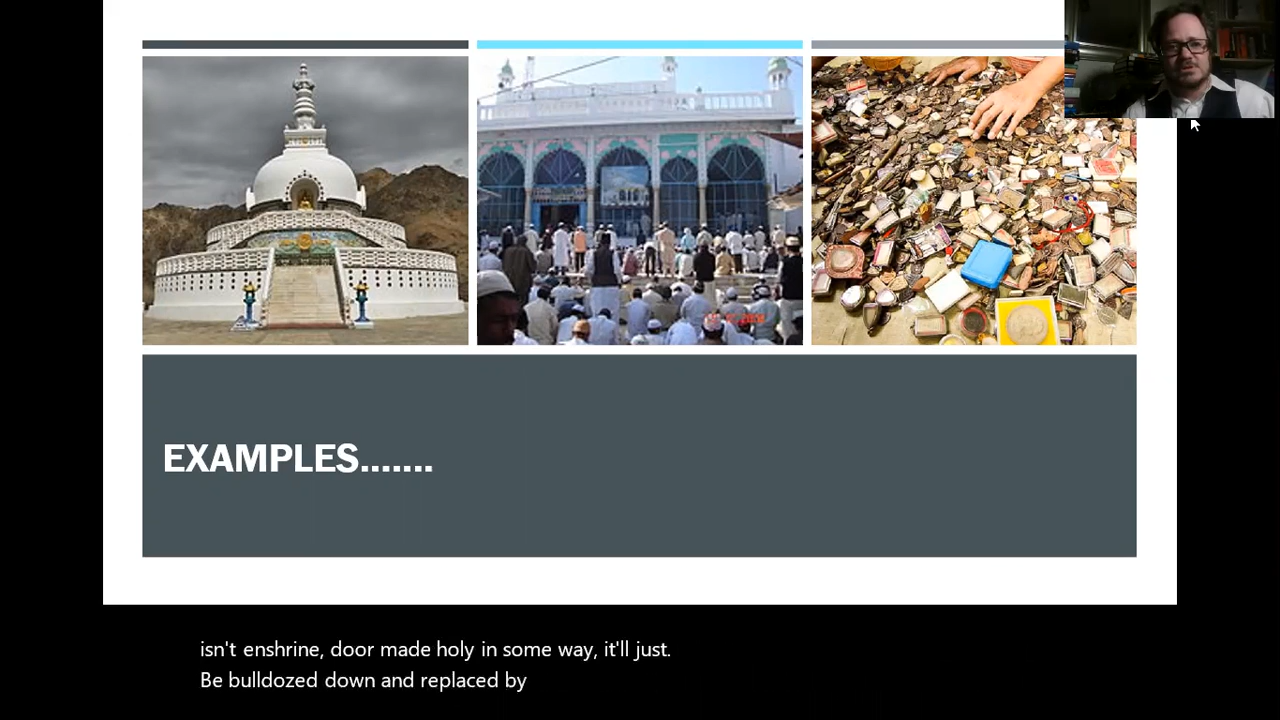 EXAMPLES.......
isn't enshrine, door made holy in some way, it'll just.
Be bulldozed down and replaced by